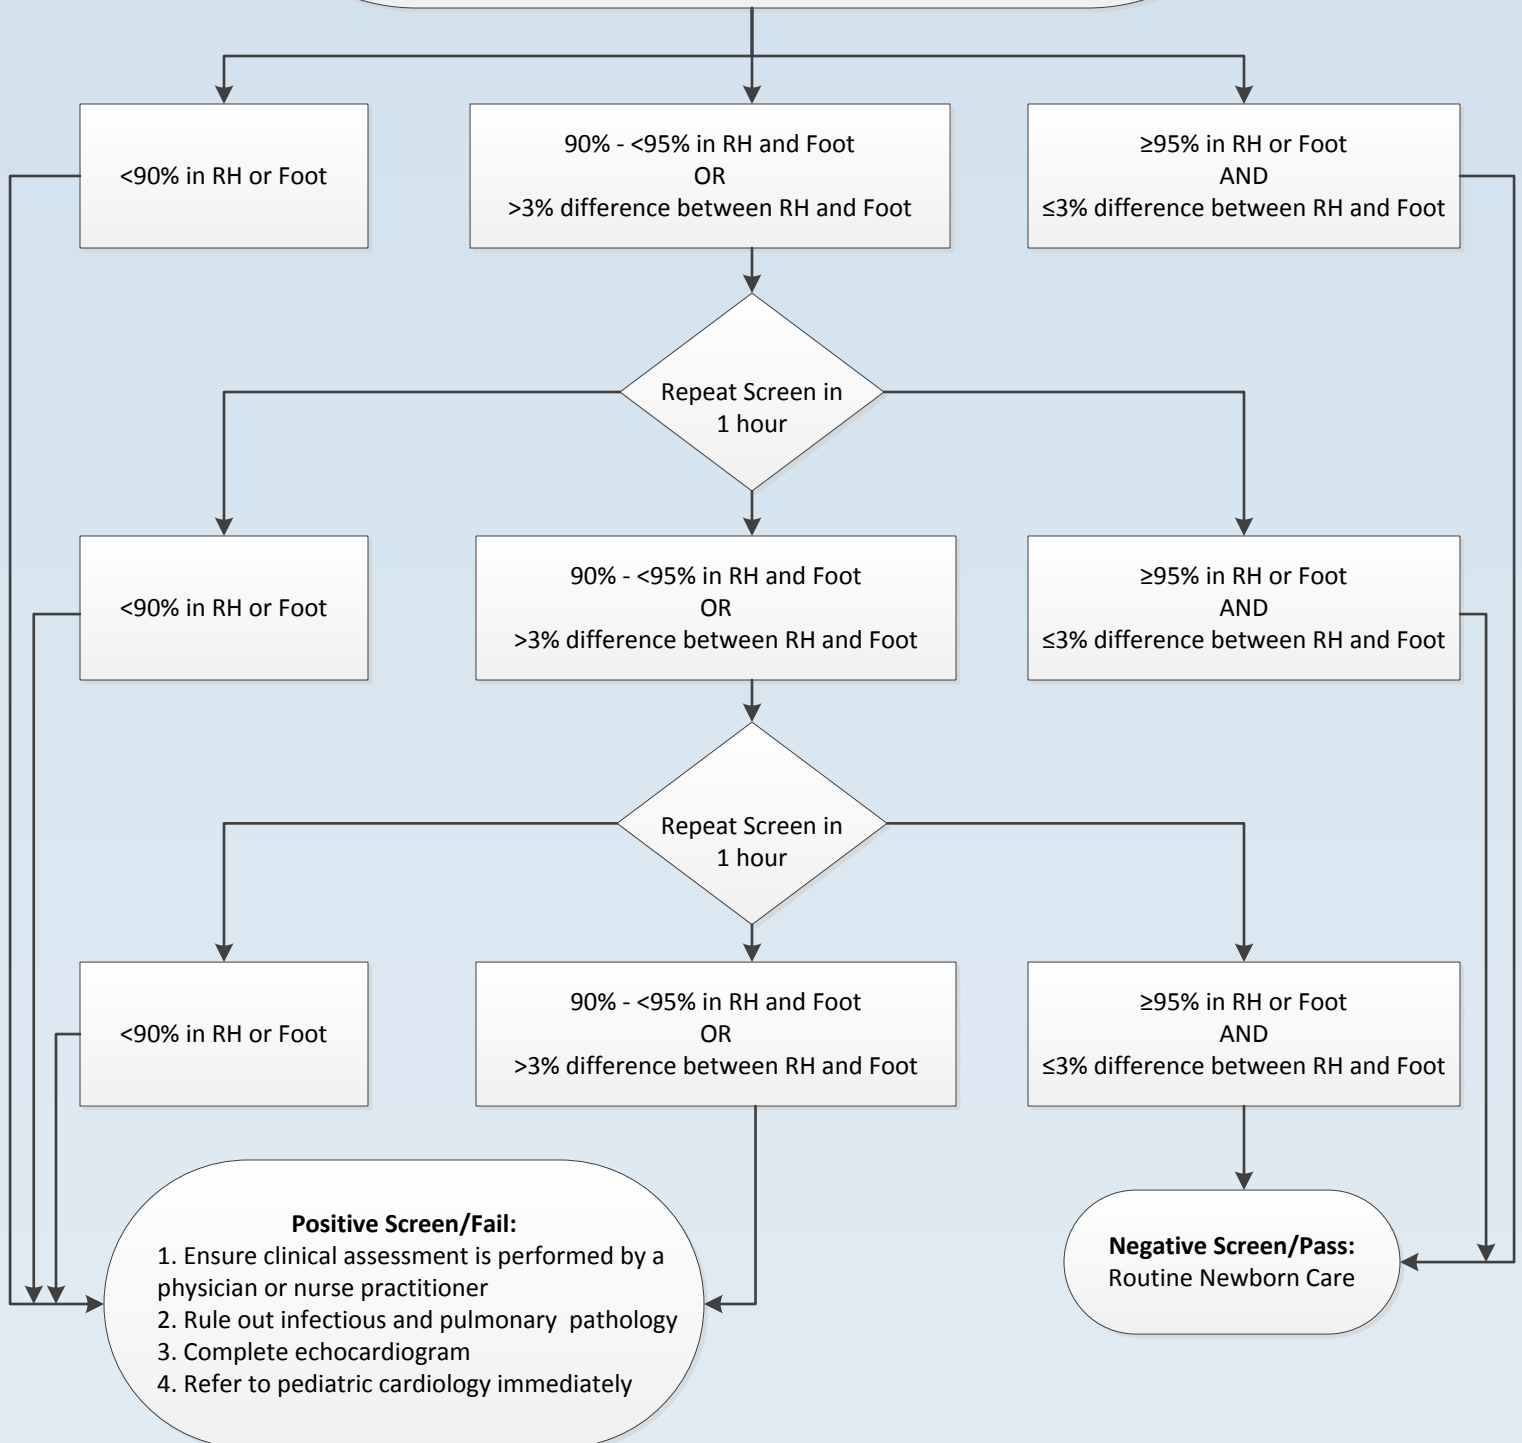 <90% in RH or Foot
90% - <95% in RH and Foot
OR
>3% difference between RH and Foot
≥95% in RH or Foot
AND
≤3% difference between RH and Foot
Repeat Screen in
1 hour
<90% in RH or Foot
90% - <95% in RH and Foot
OR
>3% difference between RH and Foot
≥95% in RH or Foot
AND
≤3% difference between RH and Foot
Repeat Screen in
1 hour
<90% in RH or Foot
90% - <95% in RH and Foot
OR
>3% difference between RH and Foot
≥95% in RH or Foot
AND
≤3% difference between RH and Foot
Positive Screen/Fail:
1. Ensure clinical assessment is performed by a
physician or nurse practitioner
2. Rule out infectious and pulmonary  pathology
3. Complete echocardiogram
4. Refer to pediatric cardiology immediately
Negative Screen/Pass:
Routine Newborn Care